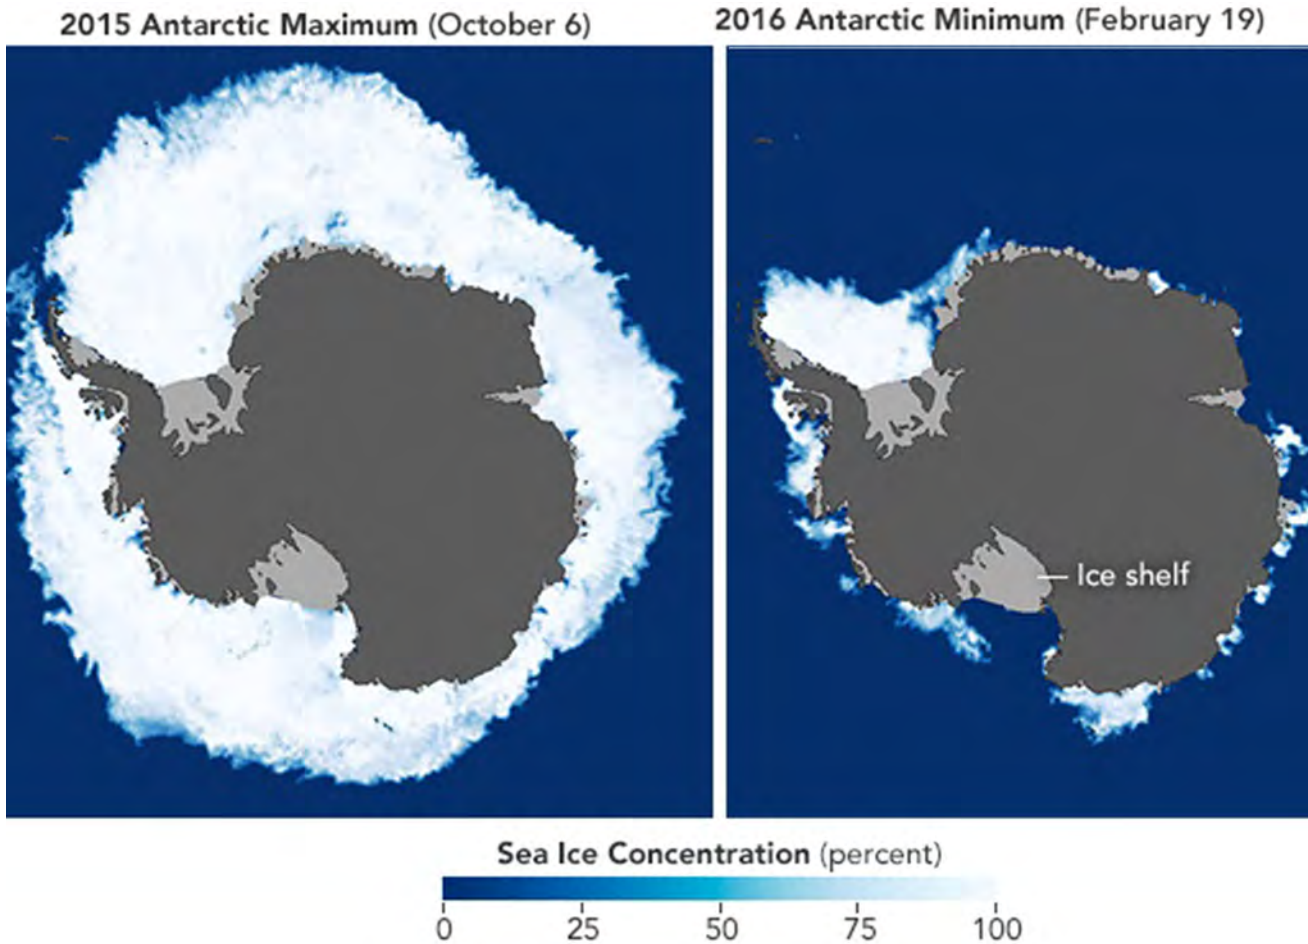 2015 Antarctic Maximum (October 6)
2016 Antarctic Minimum (February 19)
Ice shelf
Sea Ice Concentration (percent)
0 25 50 75 100